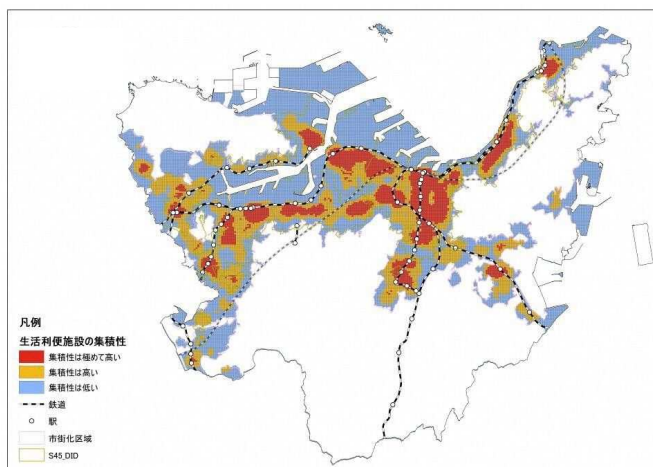 凡例
生活利便施設の集積性
集積性は極めて高い
集積性は高い
集積性は低い
鉄道
駅
市街化区域
S45_DID